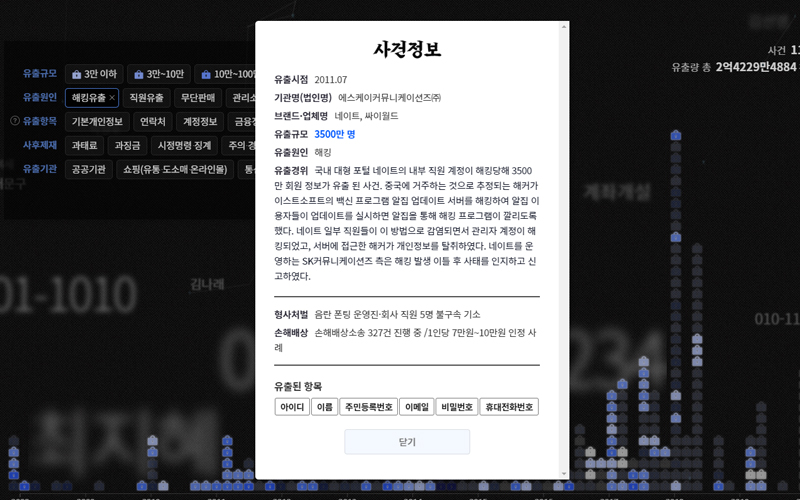 사건정보
유출시점 2011.07
기관명(법인명) 에스케이커뮤니케이션즈㈜
브랜드·업체명 네이트, 싸이월드
유출규모 3500만 명
유출원인 해킹
유출경위 국내 대형 포털 네이트의 내부 직원 계정이 해킹당해 3500
만 회원 정보가 유출 된 사건. 중국에 거주하는 것으로 추정되는 해커가
이스트소프트의 백신 프로그램 알집 업데이트 서버를 해킹하여 알집 이
용자들이 업데이트를 실시하면 알집을 통해 해킹 프로그램이 깔리도록
했다. 네이트 일부 직원들이 이 방법으로 감염되면서 관리자 계정이 해
킹되었고, 서버에 접근한 해커가 개인정보를 탈취하였다. 네이트를 운
영하는 SK커뮤니케이션즈 측은 해킹 발생 이틀 후 사태를 인지하고 신
고하였다.
형사처벌 음란 폰팅 운영진·회사 직원 5명 불구속 기소
손해배상 손해배상소송 327건 진행 중 /1인당 7만원~10만원 인정 사
례
유출된 항목
아이디 이름 주민등록번호 이메일 비밀번호 휴대전화번호
닫기
유출규모 3만 이하 3만~10만 10만~100만
유출원인 해킹유출 × 직원유출 무단판매 관리소
유출항목 기본개인정보 연락처 계정정보 금융정
사후제재 과태료 과징금 시정명령 징계 주의 경
유출기관 공공기관 쇼핑(유통 도소매 온라인몰) 통신
사건 11
유출량 총 2억4229만4884
01-1010
김나래
최지혜
계좌개설
010-11
0
234